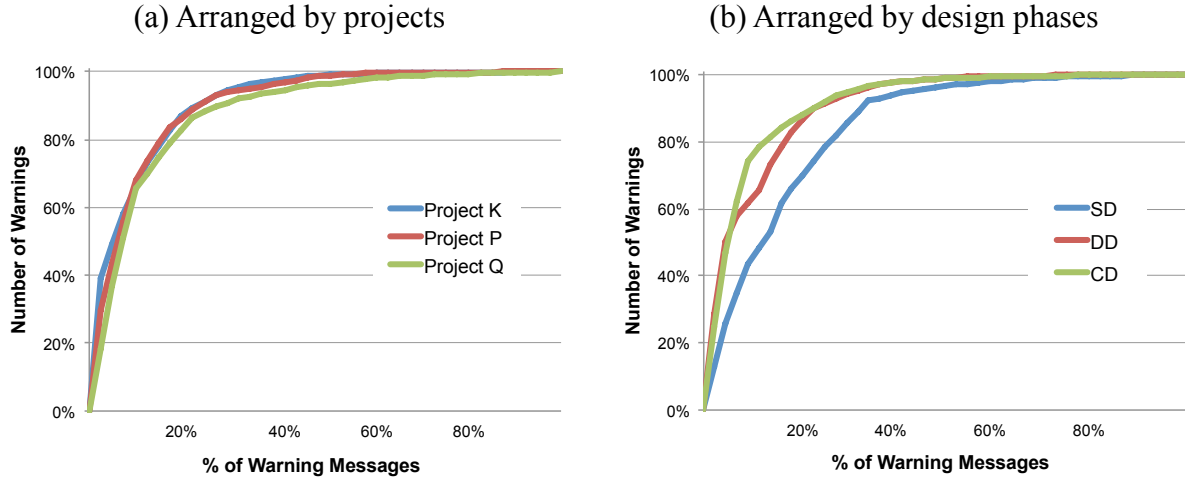 (a) Arranged by projects
Number of Warnings
100%
80%
60%
40%
20%
0%
Project K
Project P
Project Q
20%
40%
60%
80%
% of Warning Messages
(b) Arranged by design phases
Number of Warnings
100%
80%
60%
40%
20%
0%
SD
DD
CD
20%
40%
60%
80%
% of Warning Messages